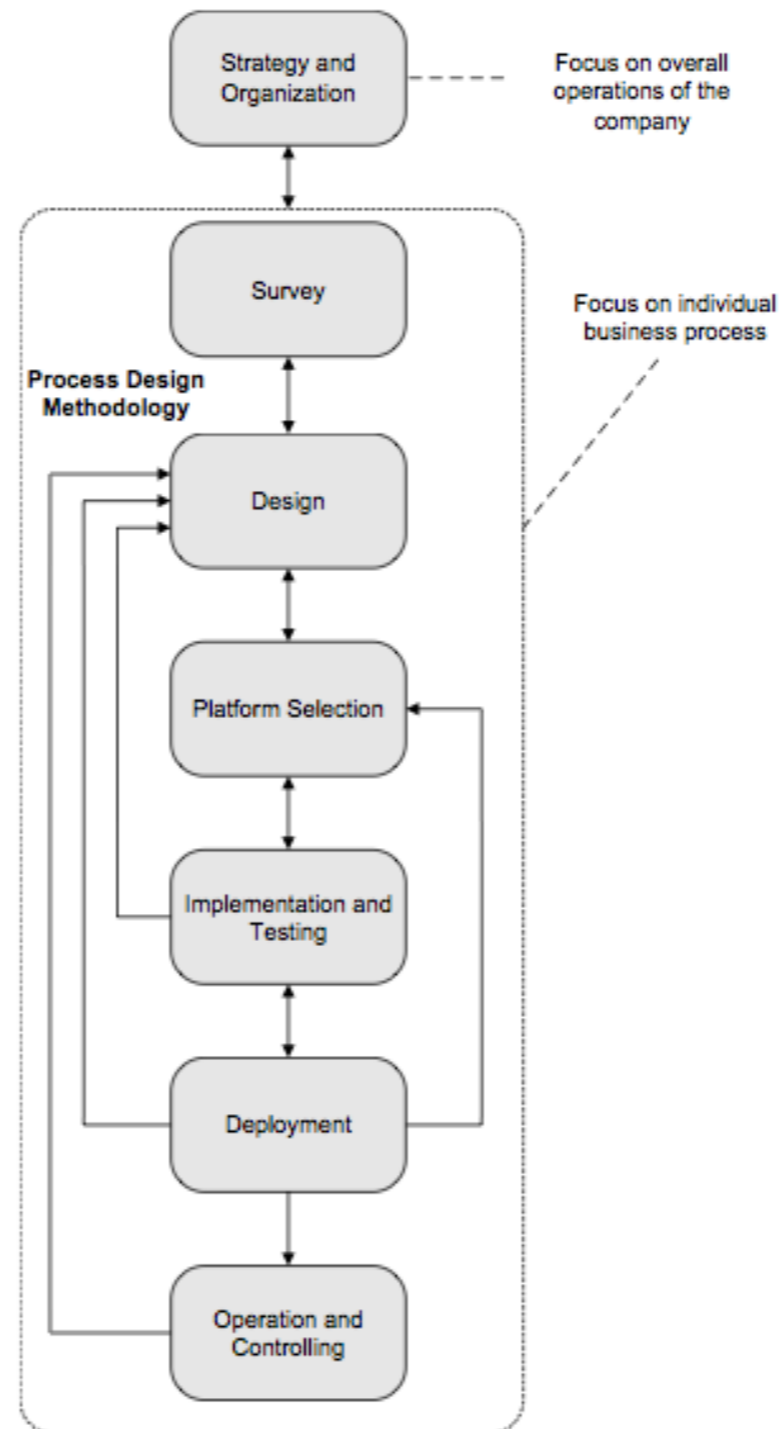 Strategy and
Organization
Focus on overall
operations of the
company
Survey
Focus on individual
business process
Process Design
Methodology
Design
Platform Selection
Implementation and
Testing
Deployment
Operation and
Controlling